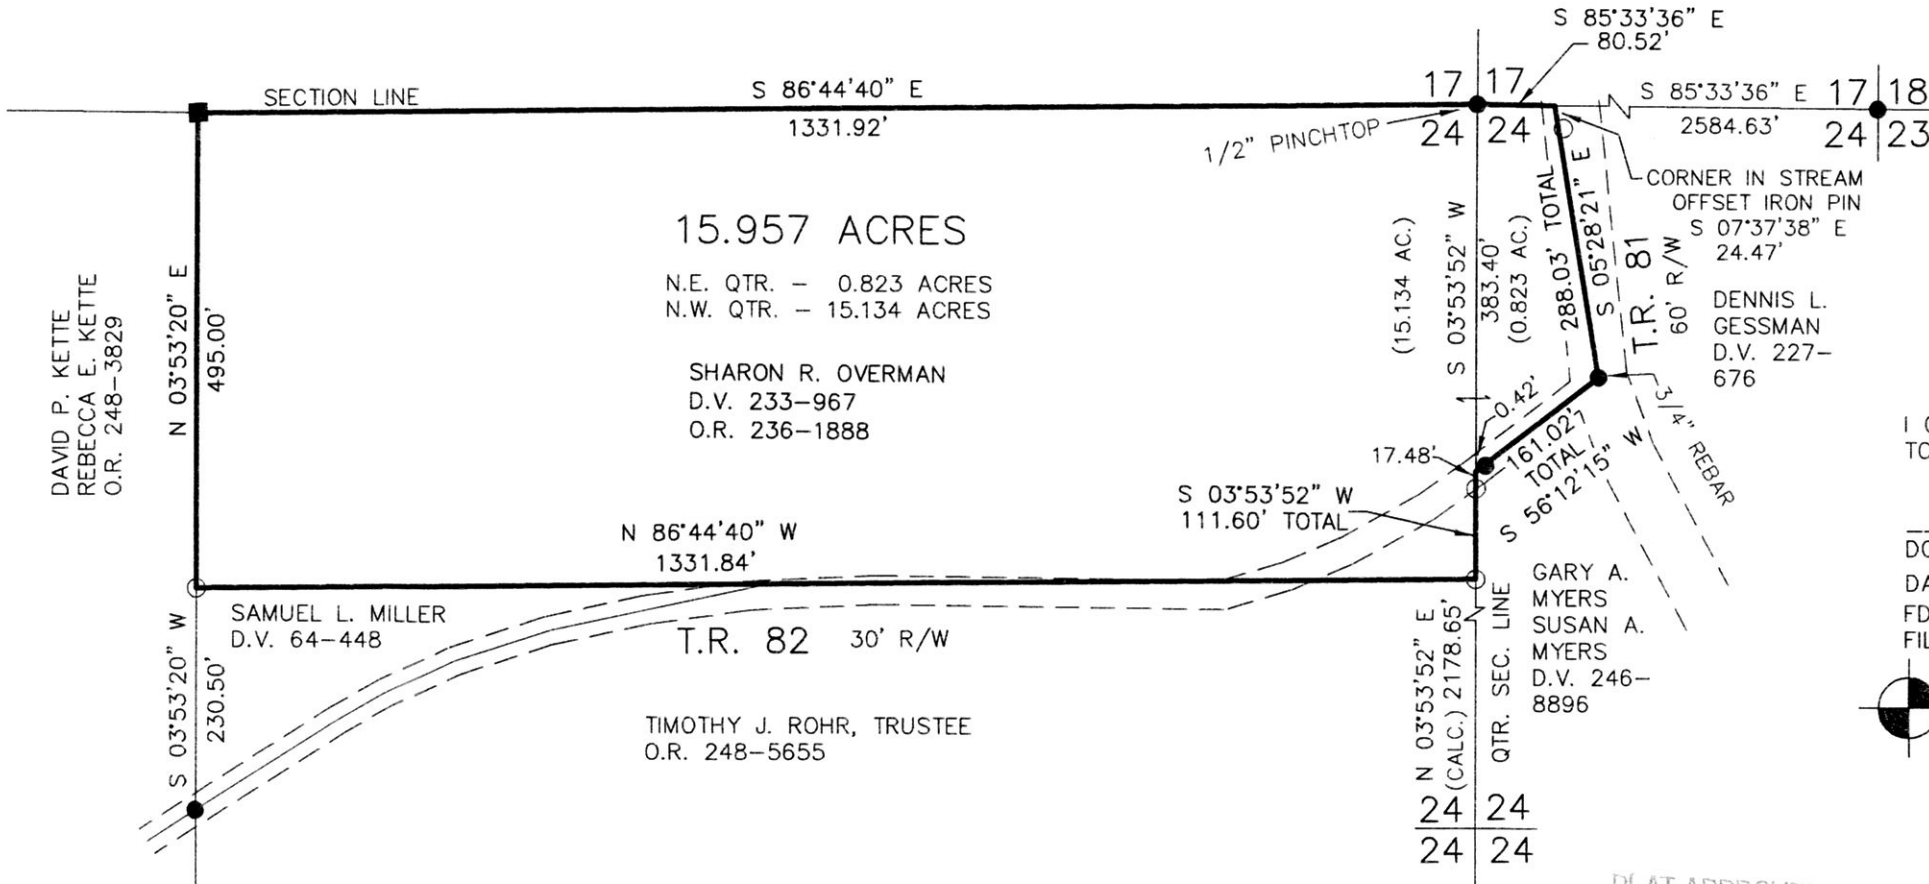 S 85°33'36" E
80.52'
SECTION LINE
S 86°44'40" E
1331.92'
17 17
24 24
1/2" PINCHTOP
S 85°33'36" E
2584.63'
17 18
24 23
CORNER IN STREAM
OFFSET IRON PIN
S 07°37'38" E
24.47'
15.957 ACRES
N.E. QTR. – 0.823 ACRES
N.W. QTR. – 15.134 ACRES
SHARON R. OVERMAN
D.V. 233–967
O.R. 236–1888
DAVID P. KETTE
REBECCA E. KETTE
O.R. 248–3829
N 03°53'20" E
495.00'
(15.134 AC.)
S 03°53'52" W
383.40'
(0.823 AC.)
288.03' TOTAL
S 05°28'21" E
T.R. 81
60' R/W
DENNIS L.
GESSMAN
D.V. 227–
676
3/4" REBAR
0.42'
17.48'
161.02'
TOTAL
S 56°12'15" W
S 03°53'52" W
111.60' TOTAL
N 86°44'40" W
1331.84'
SAMUEL L. MILLER
D.V. 64–448
T.R. 82 30' R/W
S 03°53'20" W
230.50'
TIMOTHY J. ROHR, TRUSTEE
O.R. 248–5655
N 03°53'52" E
(CALC.) 2178.65'
QTR. SEC. LINE
GARY A.
MYERS
SUSAN A.
MYERS
D.V. 246–
8896
24 24
24 24
I
TO
DO
DA
FD
FIL